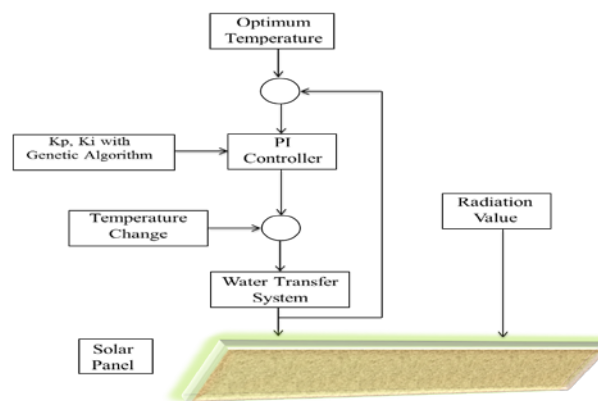 Optimum
Temperature
Kp, Ki with
Genetic Algorithm
PI
Controller
Temperature
Change
Radiation
Value
Water Transfer
System
Solar
Panel